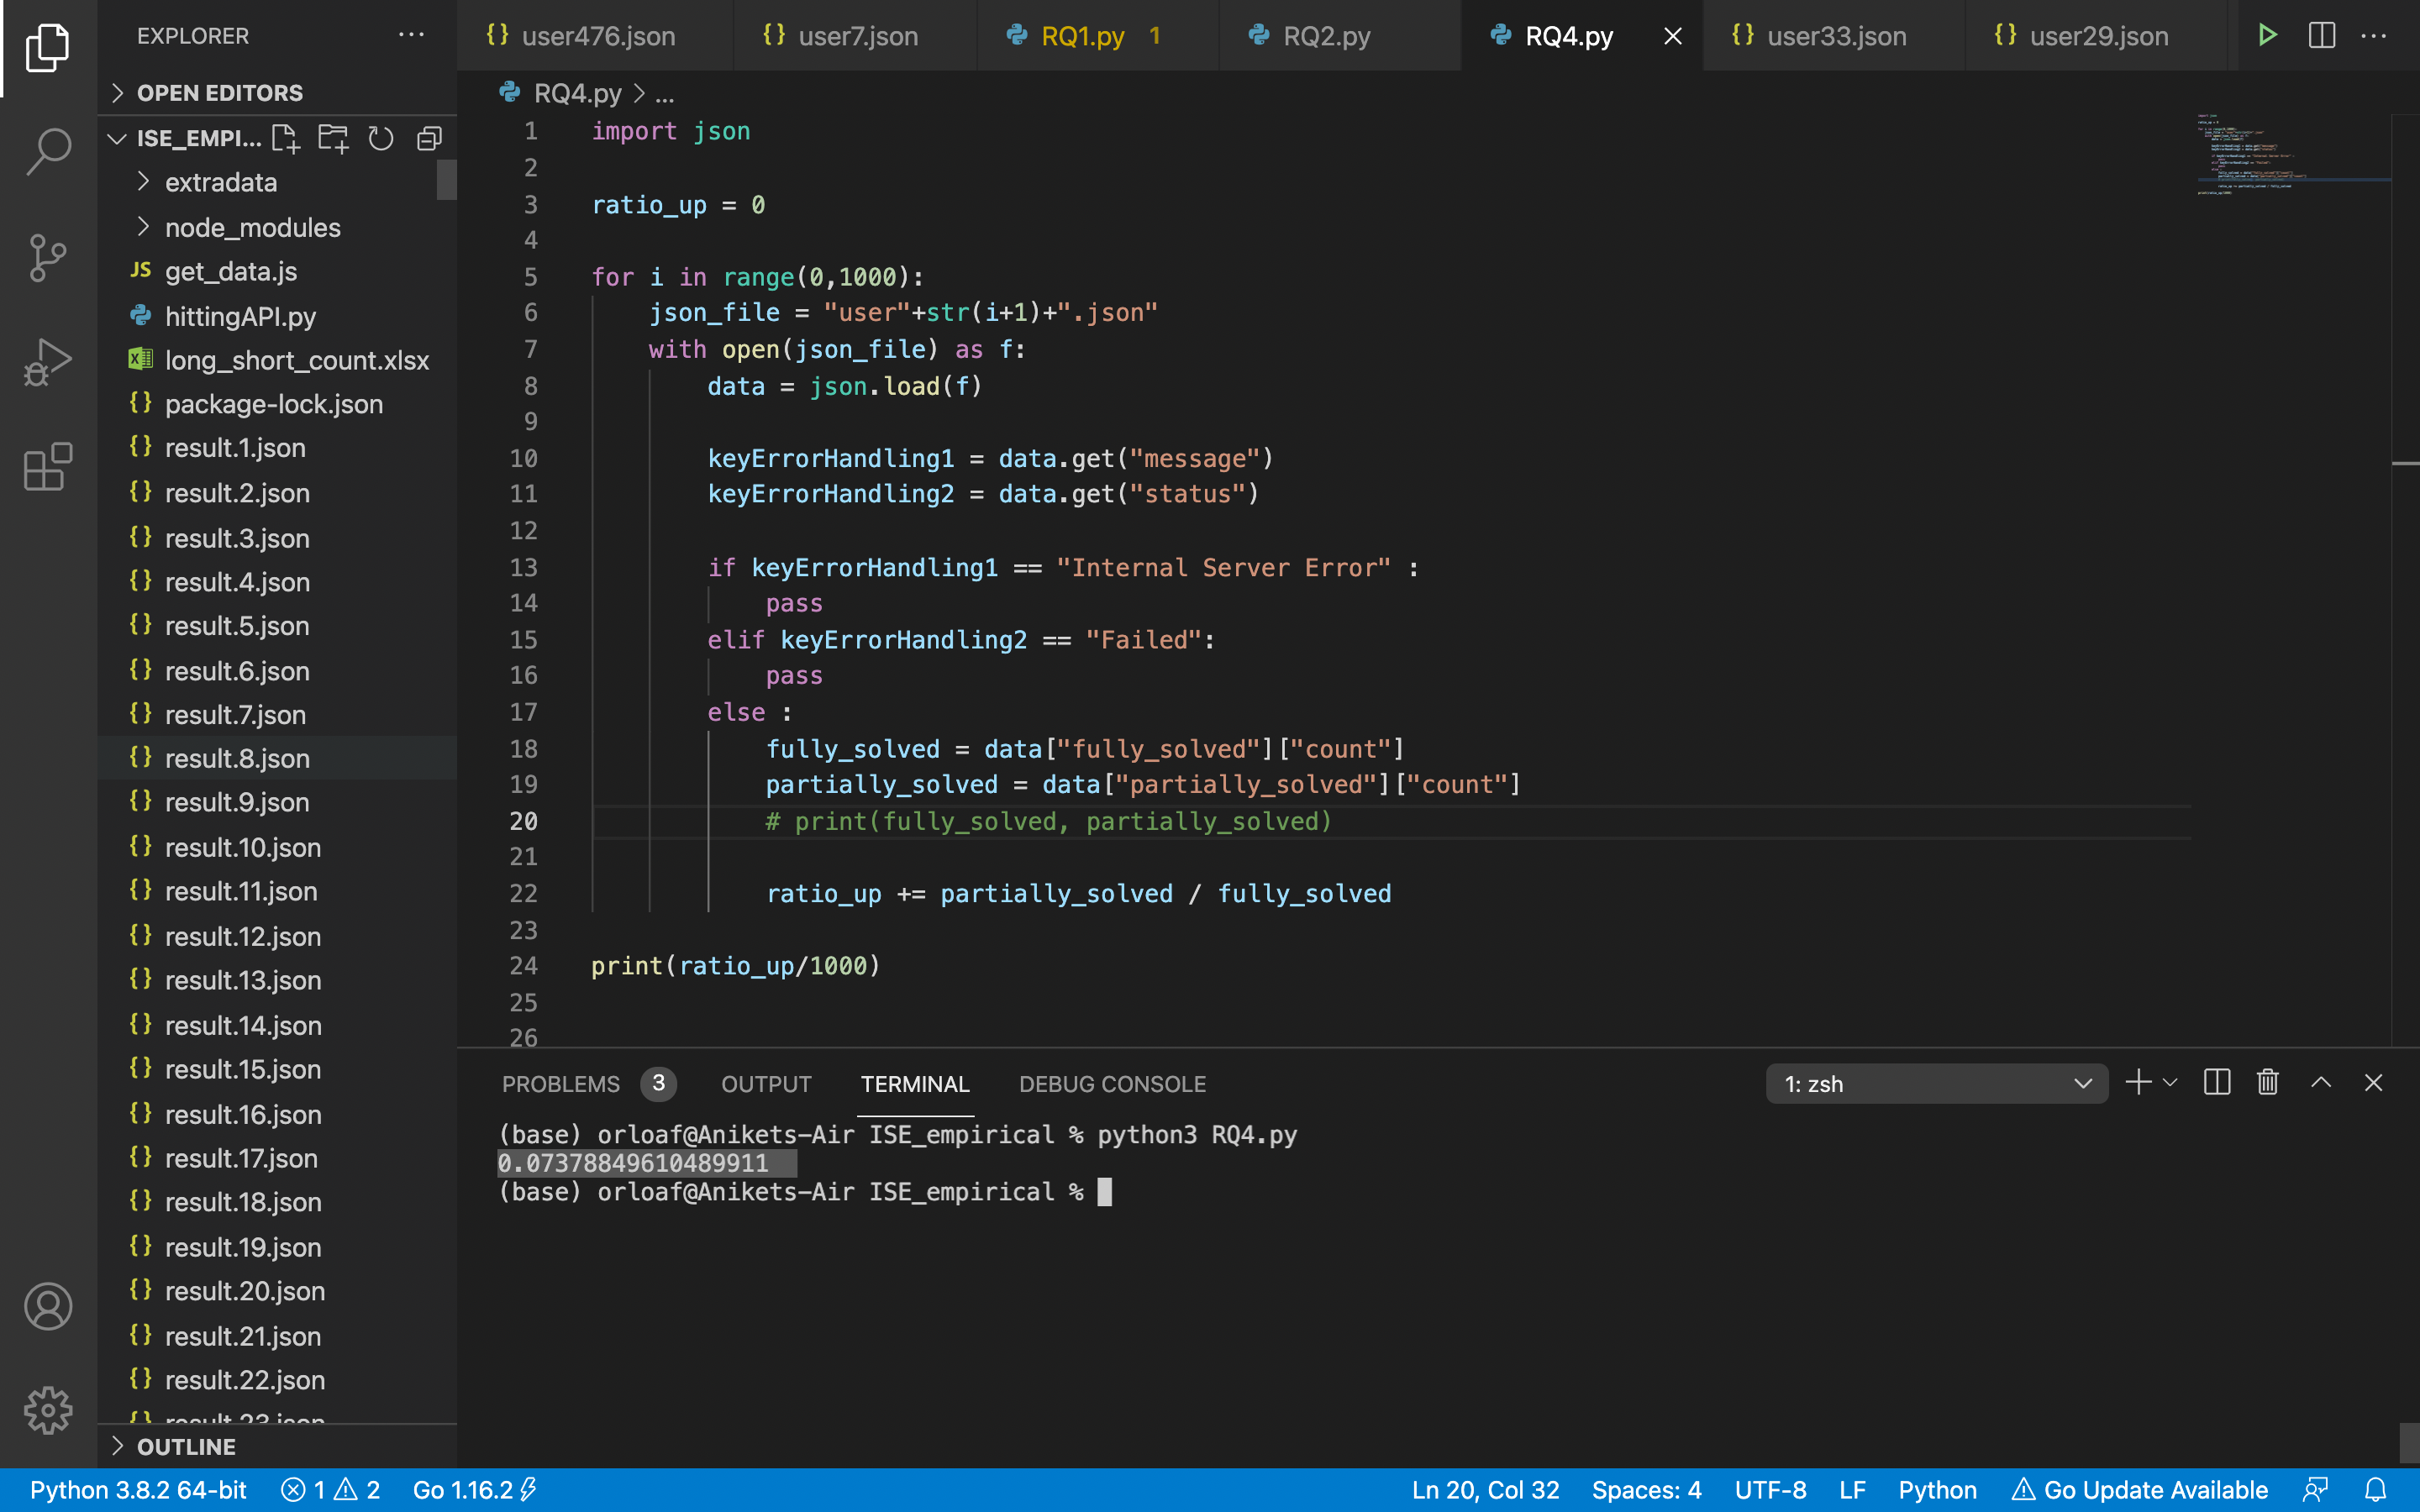 EXPLORER
OPEN EDITORS
ISE_EMPI...
extradata
node_modules
JS get_data.js
hittingAPI.py
long_short_count.xlsx
{} package-lock.json
{} result.1.json
{} result.2.json
{} result.3.json
{} result.4.json
{} result.5.json
{} result.6.json
{} result.7.json
{} result.8.json
{} result.9.json
{} result.10.json
{} result.11.json
{} result.12.json
{} result.13.json
{} result.14.json
{} result.15.json
{} result.16.json
{} result.17.json
{} result.18.json
{} result.19.json
{} result.20.json
{} result.21.json
{} result.22.json
{} result.23.json
OUTLINE
{} user476.json {} user7.json RQ1.py 1 RQ2.py RQ4.py {} user33.json {} user29.json
RQ4.py > ...
1 import json
2
3 ratio_up = 0
4
5 for i in range(0,1000):
6 json_file = "user"+str(i+1)+".json"
7 with open(json_file) as f:
8 data = json.load(f)
9
10 keyErrorHandling1 = data.get("message")
11 keyErrorHandling2 = data.get("status")
12
13 if keyErrorHandling1 == "Internal Server Error" :
14 pass
15 elif keyErrorHandling2 == "Failed":
16 pass
17 else :
18 fully_solved = data["fully_solved"]["count"]
19 partially_solved = data["partially_solved"]["count"]
20 # print(fully_solved, partially_solved)
21
22 ratio_up += partially_solved / fully_solved
23
24 print(ratio_up/1000)
25
26
PROBLEMS 3 OUTPUT TERMINAL DEBUG CONSOLE 1: zsh
(base) orloaf@Anikets-Air ISE_empirical % python3 RQ4.py
0.07378849610489911
(base) orloaf@Anikets-Air ISE_empirical %
Python 3.8.2 64-bit 1 2 Go 1.16.2 Ln 20, Col 32 Spaces: 4 UTF-8 LF Python Go Update Available